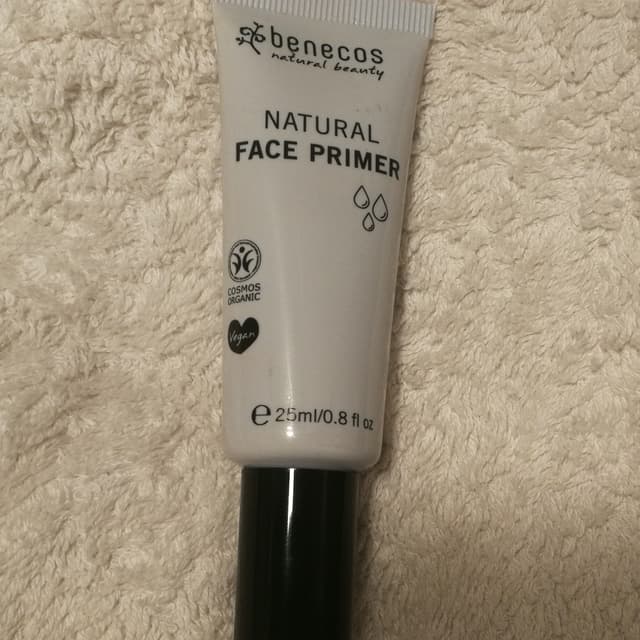 benecos
natural beauty
NATURAL
FACE PRIMER
COSMOS
ORGANIC
Vegan
e 25ml/0.8 fl oz